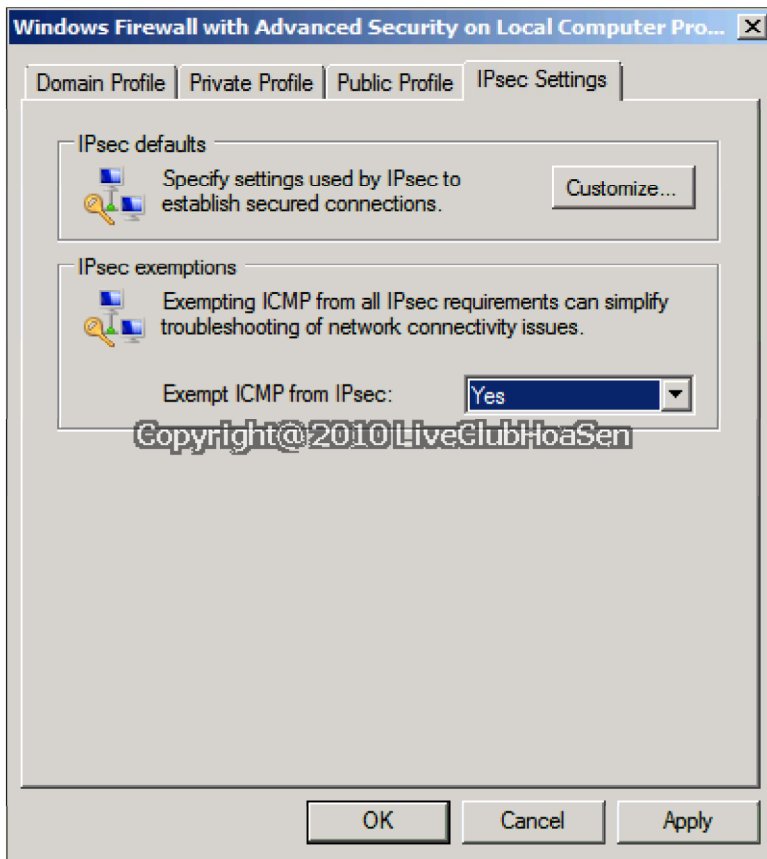 Windows Firewall with Advanced Security on Local Computer Pro...
Domain Profile Private Profile Public Profile IPsec Settings
IPsec defaults
Specify settings used by IPsec to
establish secured connections.
Customize...
IPsec exemptions
Exempting ICMP from all IPsec requirements can simplify
troubleshooting of network connectivity issues.
Exempt ICMP from IPsec: Yes
Copyright@2010 LiveClubHoaSen
OK Cancel Apply